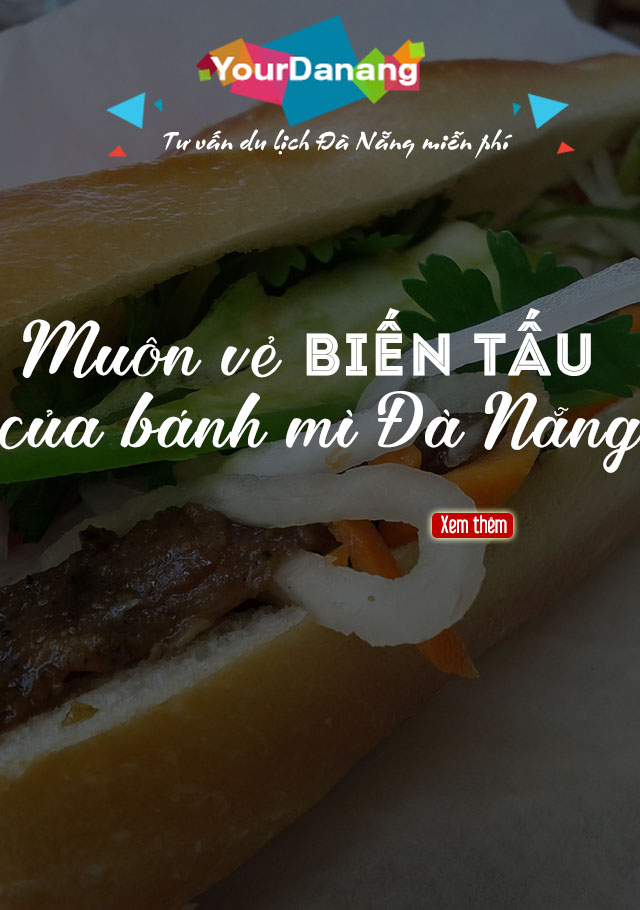 YourDanang
Tư vấn du lịch Đà Nẵng miễn phí
Muôn vẻ BIẾN TẤU
của bánh mì Đà Nẵng
Xem thêm